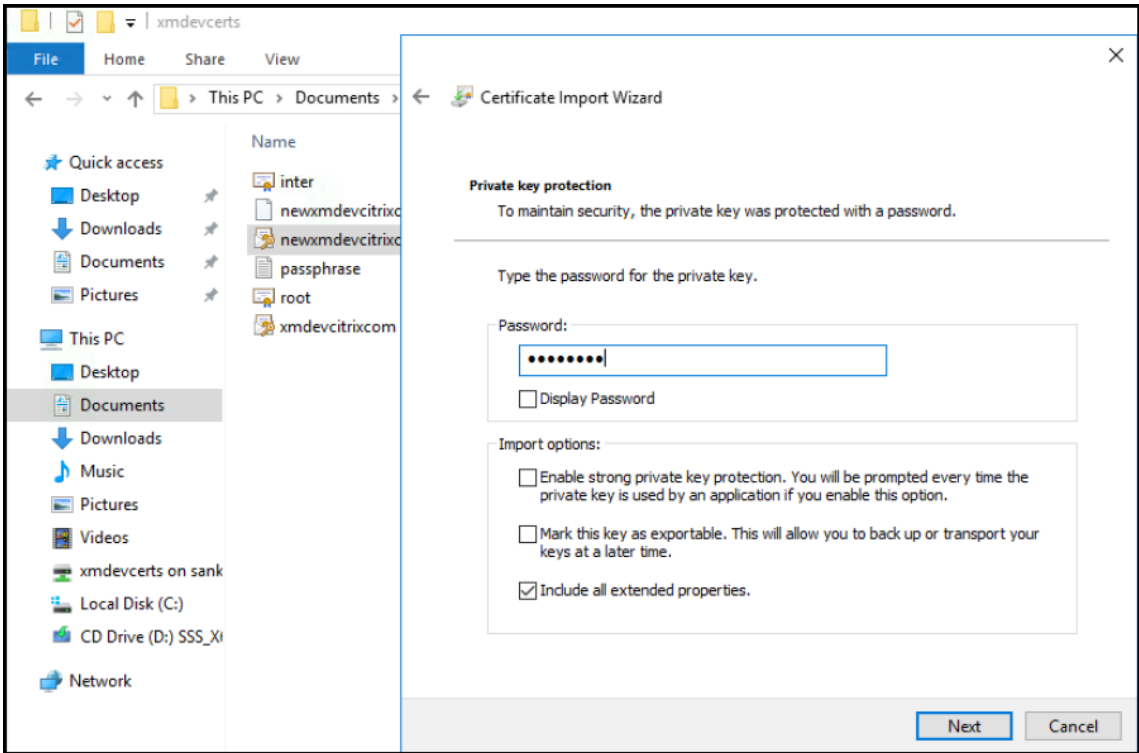 xmdevcerts
File Home Share View
This PC Documents
Name
Quick access
Desktop
Downloads
Documents
Pictures
This PC
Desktop
Documents
Downloads
Music
Pictures
Videos
xmdevcerts on sank
Local Disk (C:)
CD Drive (D:) SSS_X
Network
inter
newxmdevcitrixc
newxmdevcitrixc
passphrase
root
xmdevcitrixcom
Certificate Import Wizard
Private key protection
To maintain security, the private key was protected with a password.
Type the password for the private key.
Password:
••••••••
Display Password
Import options:
Enable strong private key protection. You will be prompted every time the
private key is used by an application if you enable this option.
Mark this key as exportable. This will allow you to back up or transport your
keys at a later time.
Include all extended properties.
Next Cancel